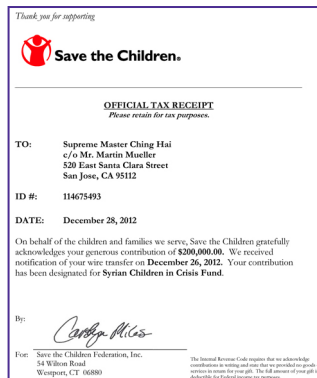 Thank you for supporting
Save the Children®
OFFICIAL TAX RECEIPT
Please retain for tax purposes.
TO: Supreme Master Ching Hai
c/o Mr. Martin Mueller
520 East Santa Clara Street
San Jose, CA 95112
ID #: 114675493
DATE: December 28, 2012
On behalf of the children and families we serve, Save the Children gratefully
acknowledges your generous contribution of $200,000.00. We received
notification of your wire transfer on December 26, 2012. Your contribution
has been designated for Syrian Children in Crisis Fund.
By: Carolyn Miles
For: Save the Children Federation, Inc.
54 Wilton Road
Westport, CT 06880
The Internal Revenue Code requires that we acknowledge
contributions in writing and state that we provided no goods
services in return for your gift. The full amount of your gift i
deductible for Federal income tax purposes.